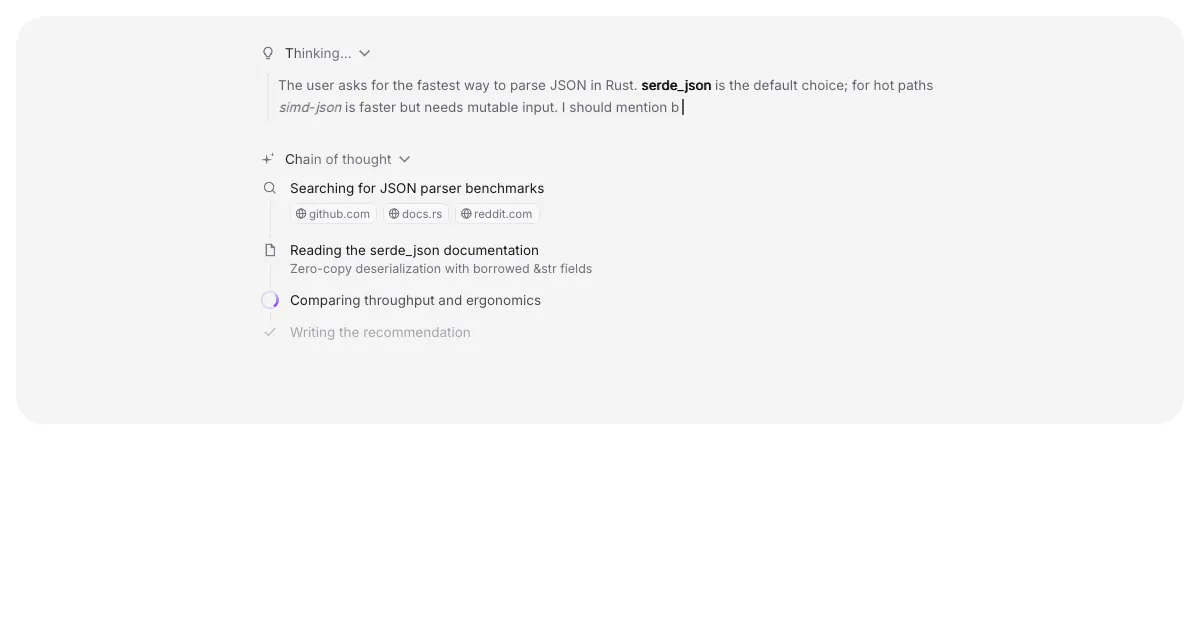 Thinking...
The user asks for the fastest way to parse JSON in Rust. serde_json is the default choice; for hot paths
simd-json is faster but needs mutable input. I should mention b
Chain of thought
Searching for JSON parser benchmarks
github.com docs.rs reddit.com
Reading the serde_json documentation
Zero-copy deserialization with borrowed &str fields
Comparing throughput and ergonomics
Writing the recommendation